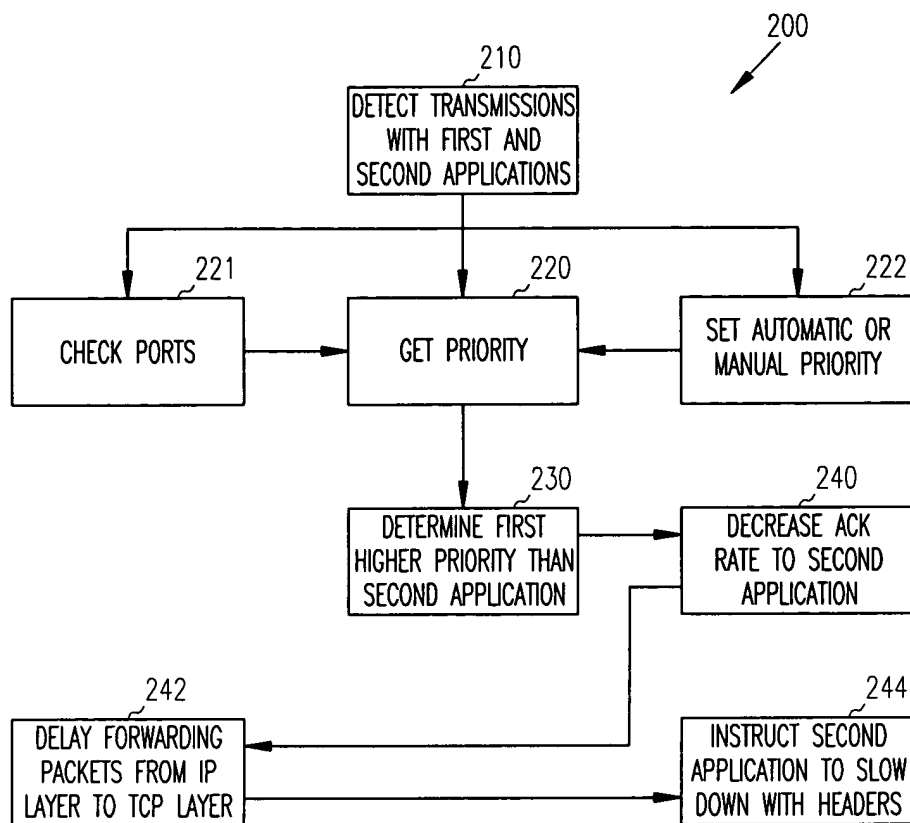 200
210
DETECT TRANSMISSIONS
WITH FIRST AND
SECOND APPLICATIONS
221
CHECK PORTS
220
GET PRIORITY
222
SET AUTOMATIC OR
MANUAL PRIORITY
230
DETERMINE FIRST
HIGHER PRIORITY THAN
SECOND APPLICATION
240
DECREASE ACK
RATE TO SECOND
APPLICATION
242
DELAY FORWARDING
PACKETS FROM IP
LAYER TO TCP LAYER
244
INSTRUCT SECOND
APPLICATION TO SLOW
DOWN WITH HEADERS